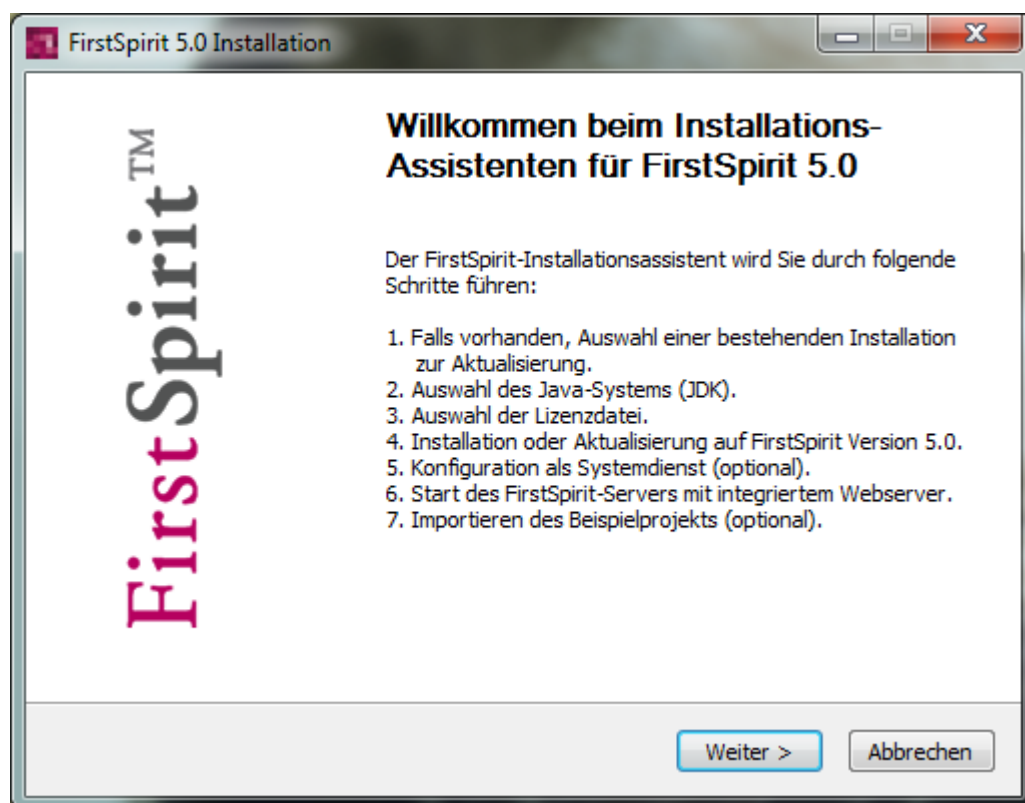 FirstSpirit 5.0 Installation
FirstSpirit™
Willkommen beim Installations-
Assistenten für FirstSpirit 5.0
Der FirstSpirit-Installationsassistent wird Sie durch folgende
Schritte führen:
1. Falls vorhanden, Auswahl einer bestehenden Installation
zur Aktualisierung.
2. Auswahl des Java-Systems (JDK).
3. Auswahl der Lizenzdatei.
4. Installation oder Aktualisierung auf FirstSpirit Version 5.0.
5. Konfiguration als Systemdienst (optional).
6. Start des FirstSpirit-Servers mit integriertem Webserver.
7. Importieren des Beispielprojekts (optional).
Weiter >
Abbrechen